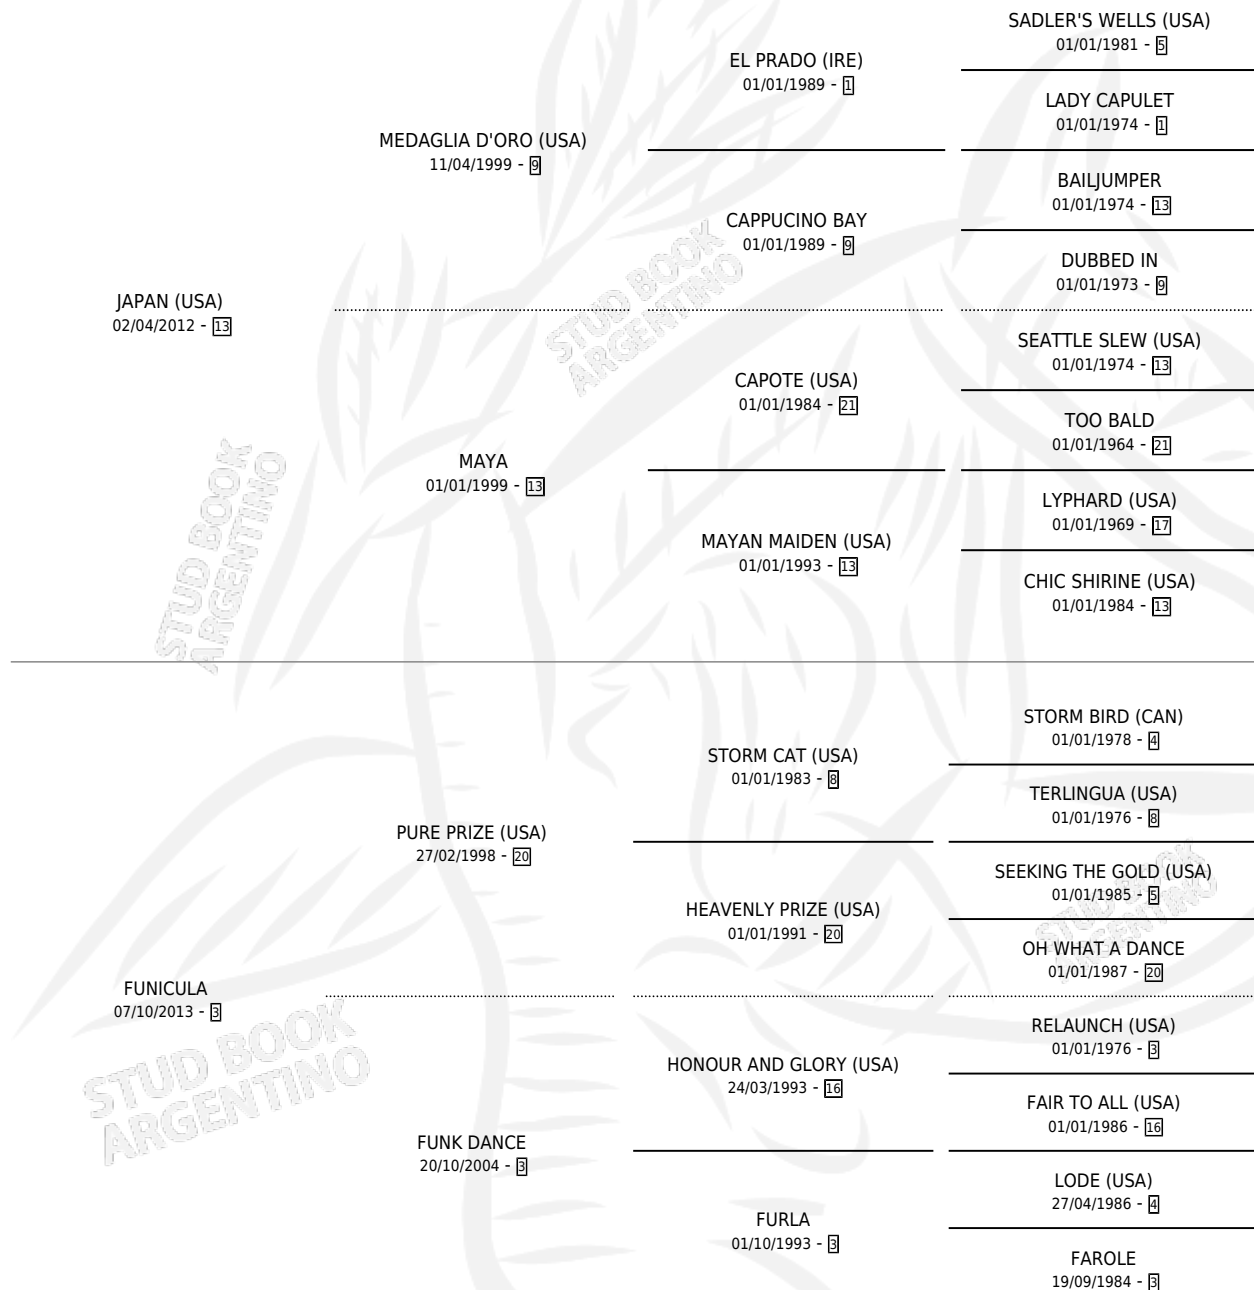 JAPAN (USA)
02/04/2012 - 13
MEDAGLIA D'ORO (USA)
11/04/1999 - 9
EL PRADO (IRE)
01/01/1989 - 1
SADLER'S WELLS (USA)
01/01/1981 - 5
LADY CAPULET
01/01/1974 - 1
CAPPUCINO BAY
01/01/1989 - 9
BAILJUMPER
01/01/1974 - 13
DUBBED IN
01/01/1973 - 9
MAYA
01/01/1999 - 13
CAPOTE (USA)
01/01/1984 - 21
SEATTLE SLEW (USA)
01/01/1974 - 13
TOO BALD
01/01/1964 - 21
MAYAN MAIDEN (USA)
01/01/1993 - 13
LYPHARD (USA)
01/01/1969 - 17
CHIC SHIRINE (USA)
01/01/1984 - 13
FUNICULA
07/10/2013 - 3
PURE PRIZE (USA)
27/02/1998 - 20
STORM CAT (USA)
01/01/1983 - 8
STORM BIRD (CAN)
01/01/1978 - 4
TERLINGUA (USA)
01/01/1976 - 8
HEAVENLY PRIZE (USA)
01/01/1991 - 20
SEEKING THE GOLD (USA)
01/01/1985 - 5
OH WHAT A DANCE
01/01/1987 - 20
FUNK DANCE
20/10/2004 - 3
HONOUR AND GLORY (USA)
24/03/1993 - 16
RELAUNCH (USA)
01/01/1976 - 3
FAIR TO ALL (USA)
01/01/1986 - 16
FURLA
01/10/1993 - 3
LODE (USA)
27/04/1986 - 4
FAROLE
19/09/1984 - 3
STUD BOOK
ARGENTINO
STUD BOOK
ARGENTINO
STUD BOOK
ARGENTINO
STUD BOOK
ARGENTINO